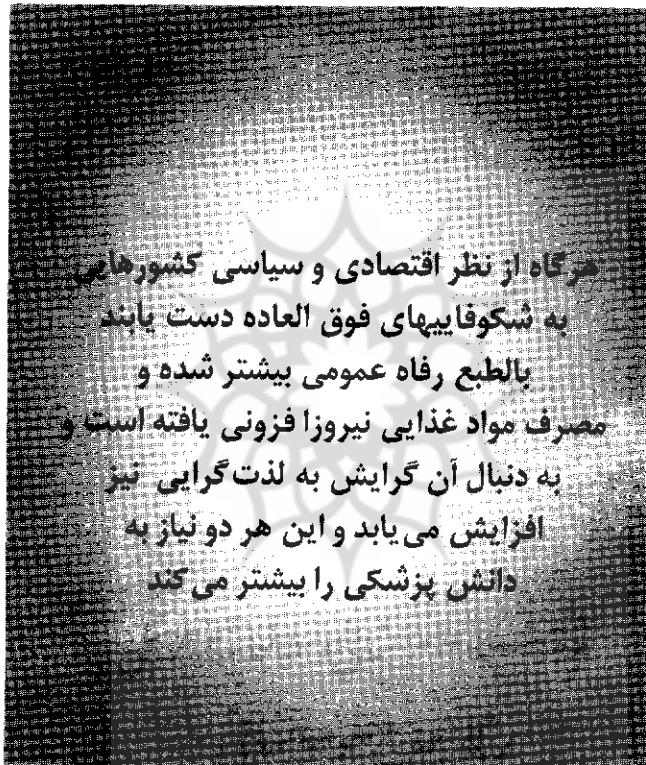 هرگاه از نظر اقتصادی و سیاسی کشورهایی
به شکوفاییهای فوق العاده دست یابند
بالطبع رفاه عمومی بیشتر شده و
مصرف مواد غذایی نیروزا فزونی یافته است و
به دنبال آن گرایش به لذت گرایی نیز
افزایش می یابد و این هر دو نیاز به
دانش پزشکی را بیشتر می کند